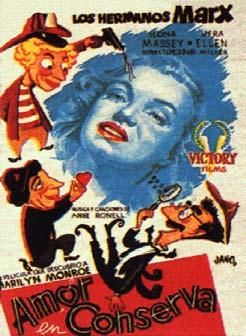 LOS HERMANOS MARX
ILONA MASSEY
VERA ELLEN
DIRECTOR: DAVID MILLER
VICTORY
FILMS
MUSICA Y CANCIONES
DE ANNE RONELL
LA PELICULA QUE DESCUBRIO A
MARILYN MONROE
JANO
Amor
en
Conserva